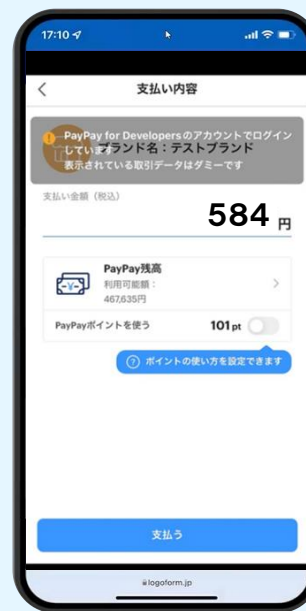 17:10
支払い内容
PayPay for Developersのアカウントでログイン
しています
ブランド名：テストブランド
表示されている取引データはダミーです
支払い金額（税込）
584 円
PayPay残高
利用可能額：
467,635円
PayPayポイントを使う 101 pt
? ポイントの使い方を設定できます
支払う
logoform.jp